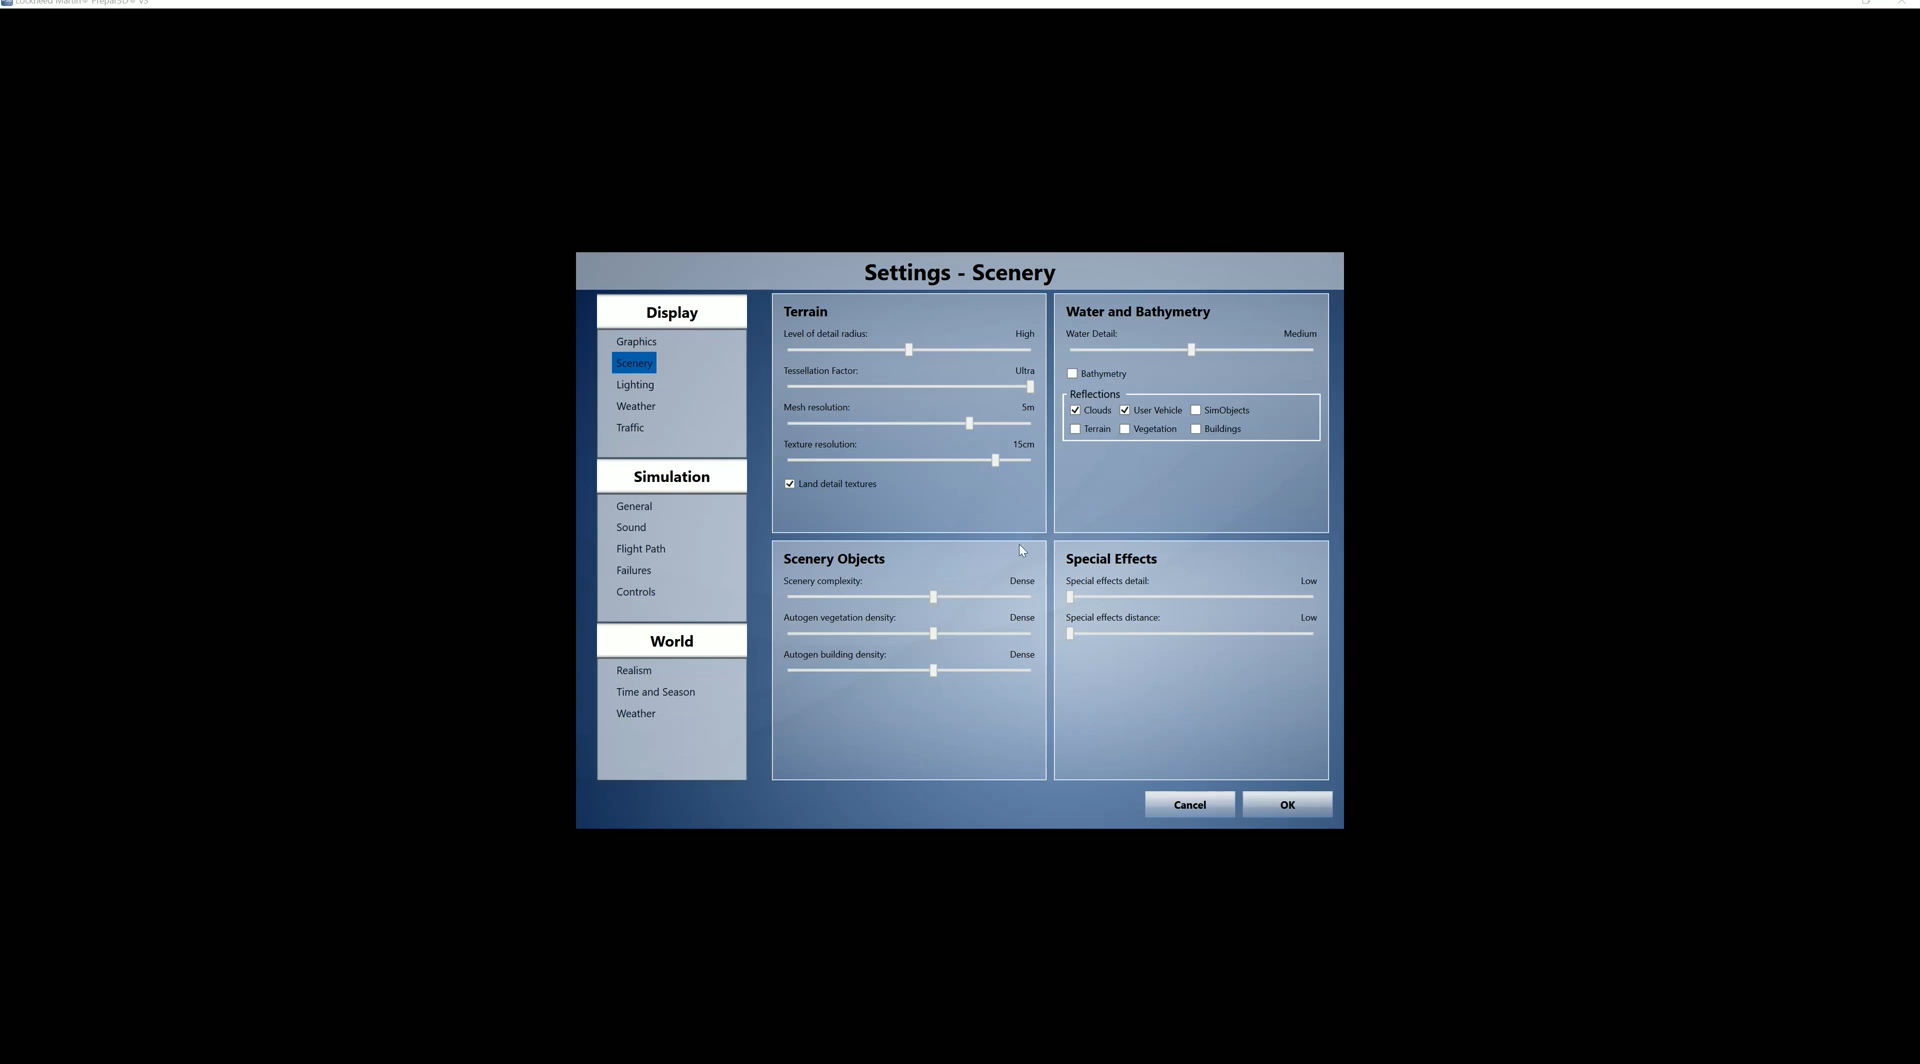 Lockheed Martin® Prepar3D® v5
Settings - Scenery
Display
Graphics
Scenery
Lighting
Weather
Traffic
Simulation
General
Sound
Flight Path
Failures
Controls
World
Realism
Time and Season
Weather
Terrain
Level of detail radius: High
Tessellation Factor: Ultra
Mesh resolution: 5m
Texture resolution: 15cm
Land detail textures
Water and Bathymetry
Water Detail: Medium
Bathymetry
Reflections
Clouds User Vehicle SimObjects
Terrain Vegetation Buildings
Scenery Objects
Scenery complexity: Dense
Autogen vegetation density: Dense
Autogen building density: Dense
Special Effects
Special effects detail: Low
Special effects distance: Low
Cancel OK